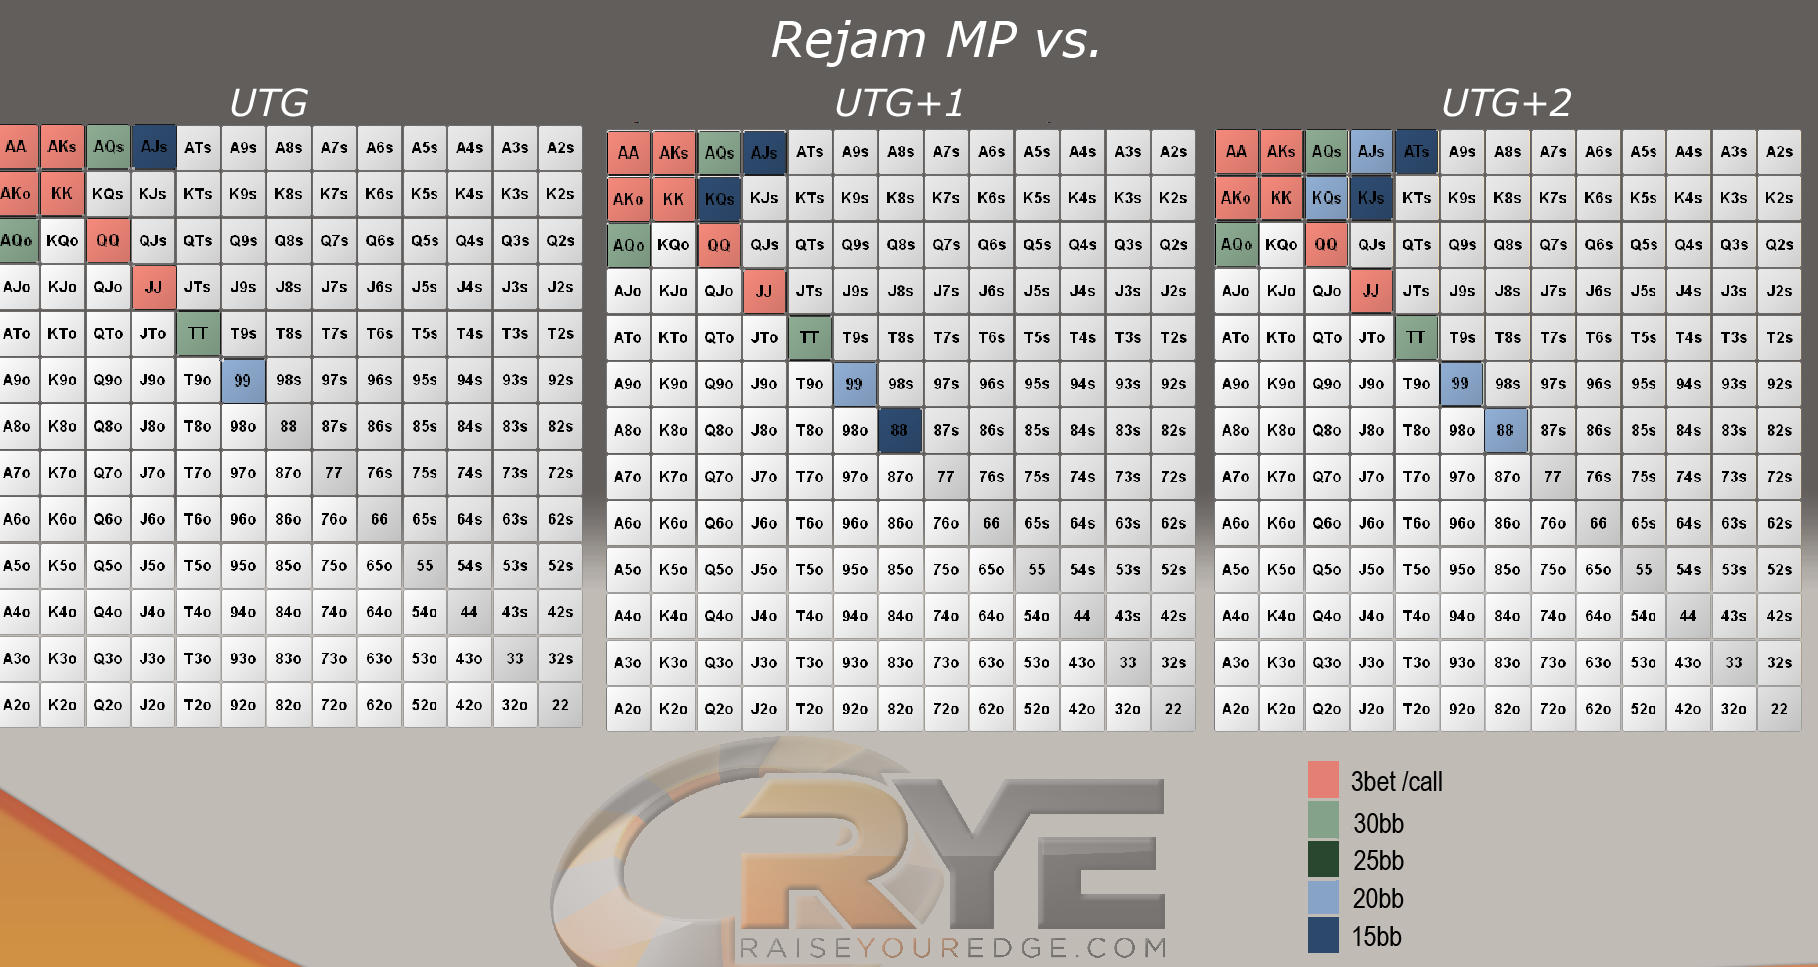 Rejam MP vs.
UTG UTG+1 UTG+2
AA AKs AQs AJs ATs A9s A8s A7s A6s A5s A4s A3s A2s
AKo KK KQs KJs KTs K9s K8s K7s K6s K5s K4s K3s K2s
AQo KQo QQ QJs QTs Q9s Q8s Q7s Q6s Q5s Q4s Q3s Q2s
AJo KJo QJo JJ JTs J9s J8s J7s J6s J5s J4s J3s J2s
ATo KTo QTo JTo TT T9s T8s T7s T6s T5s T4s T3s T2s
A9o K9o Q9o J9o T9o 99 98s 97s 96s 95s 94s 93s 92s
A8o K8o Q8o J8o T8o 98o 88 87s 86s 85s 84s 83s 82s
A7o K7o Q7o J7o T7o 97o 87o 77 76s 75s 74s 73s 72s
A6o K6o Q6o J6o T6o 96o 86o 76o 66 65s 64s 63s 62s
A5o K5o Q5o J5o T5o 95o 85o 75o 65o 55 54s 53s 52s
A4o K4o Q4o J4o T4o 94o 84o 74o 64o 54o 44 43s 42s
A3o K3o Q3o J3o T3o 93o 83o 73o 63o 53o 43o 33 32s
A2o K2o Q2o J2o T2o 92o 82o 72o 62o 52o 42o 32o 22
AA AKs AQs AJs ATs A9s A8s A7s A6s A5s A4s A3s A2s
AKo KK KQs KJs KTs K9s K8s K7s K6s K5s K4s K3s K2s
AQo KQo QQ QJs QTs Q9s Q8s Q7s Q6s Q5s Q4s Q3s Q2s
AJo KJo QJo JJ JTs J9s J8s J7s J6s J5s J4s J3s J2s
ATo KTo QTo JTo TT T9s T8s T7s T6s T5s T4s T3s T2s
A9o K9o Q9o J9o T9o 99 98s 97s 96s 95s 94s 93s 92s
A8o K8o Q8o J8o T8o 98o 88 87s 86s 85s 84s 83s 82s
A7o K7o Q7o J7o T7o 97o 87o 77 76s 75s 74s 73s 72s
A6o K6o Q6o J6o T6o 96o 86o 76o 66 65s 64s 63s 62s
A5o K5o Q5o J5o T5o 95o 85o 75o 65o 55 54s 53s 52s
A4o K4o Q4o J4o T4o 94o 84o 74o 64o 54o 44 43s 42s
A3o K3o Q3o J3o T3o 93o 83o 73o 63o 53o 43o 33 32s
A2o K2o Q2o J2o T2o 92o 82o 72o 62o 52o 42o 32o 22
AA AKs AQs AJs ATs A9s A8s A7s A6s A5s A4s A3s A2s
AKo KK KQs KJs KTs K9s K8s K7s K6s K5s K4s K3s K2s
AQo KQo QQ QJs QTs Q9s Q8s Q7s Q6s Q5s Q4s Q3s Q2s
AJo KJo QJo JJ JTs J9s J8s J7s J6s J5s J4s J3s J2s
ATo KTo QTo JTo TT T9s T8s T7s T6s T5s T4s T3s T2s
A9o K9o Q9o J9o T9o 99 98s 97s 96s 95s 94s 93s 92s
A8o K8o Q8o J8o T8o 98o 88 87s 86s 85s 84s 83s 82s
A7o K7o Q7o J7o T7o 97o 87o 77 76s 75s 74s 73s 72s
A6o K6o Q6o J6o T6o 96o 86o 76o 66 65s 64s 63s 62s
A5o K5o Q5o J5o T5o 95o 85o 75o 65o 55 54s 53s 52s
A4o K4o Q4o J4o T4o 94o 84o 74o 64o 54o 44 43s 42s
A3o K3o Q3o J3o T3o 93o 83o 73o 63o 53o 43o 33 32s
A2o K2o Q2o J2o T2o 92o 82o 72o 62o 52o 42o 32o 22
RYE
RAISEYOUREDGE.COM
3bet /call
30bb
25bb
20bb
15bb